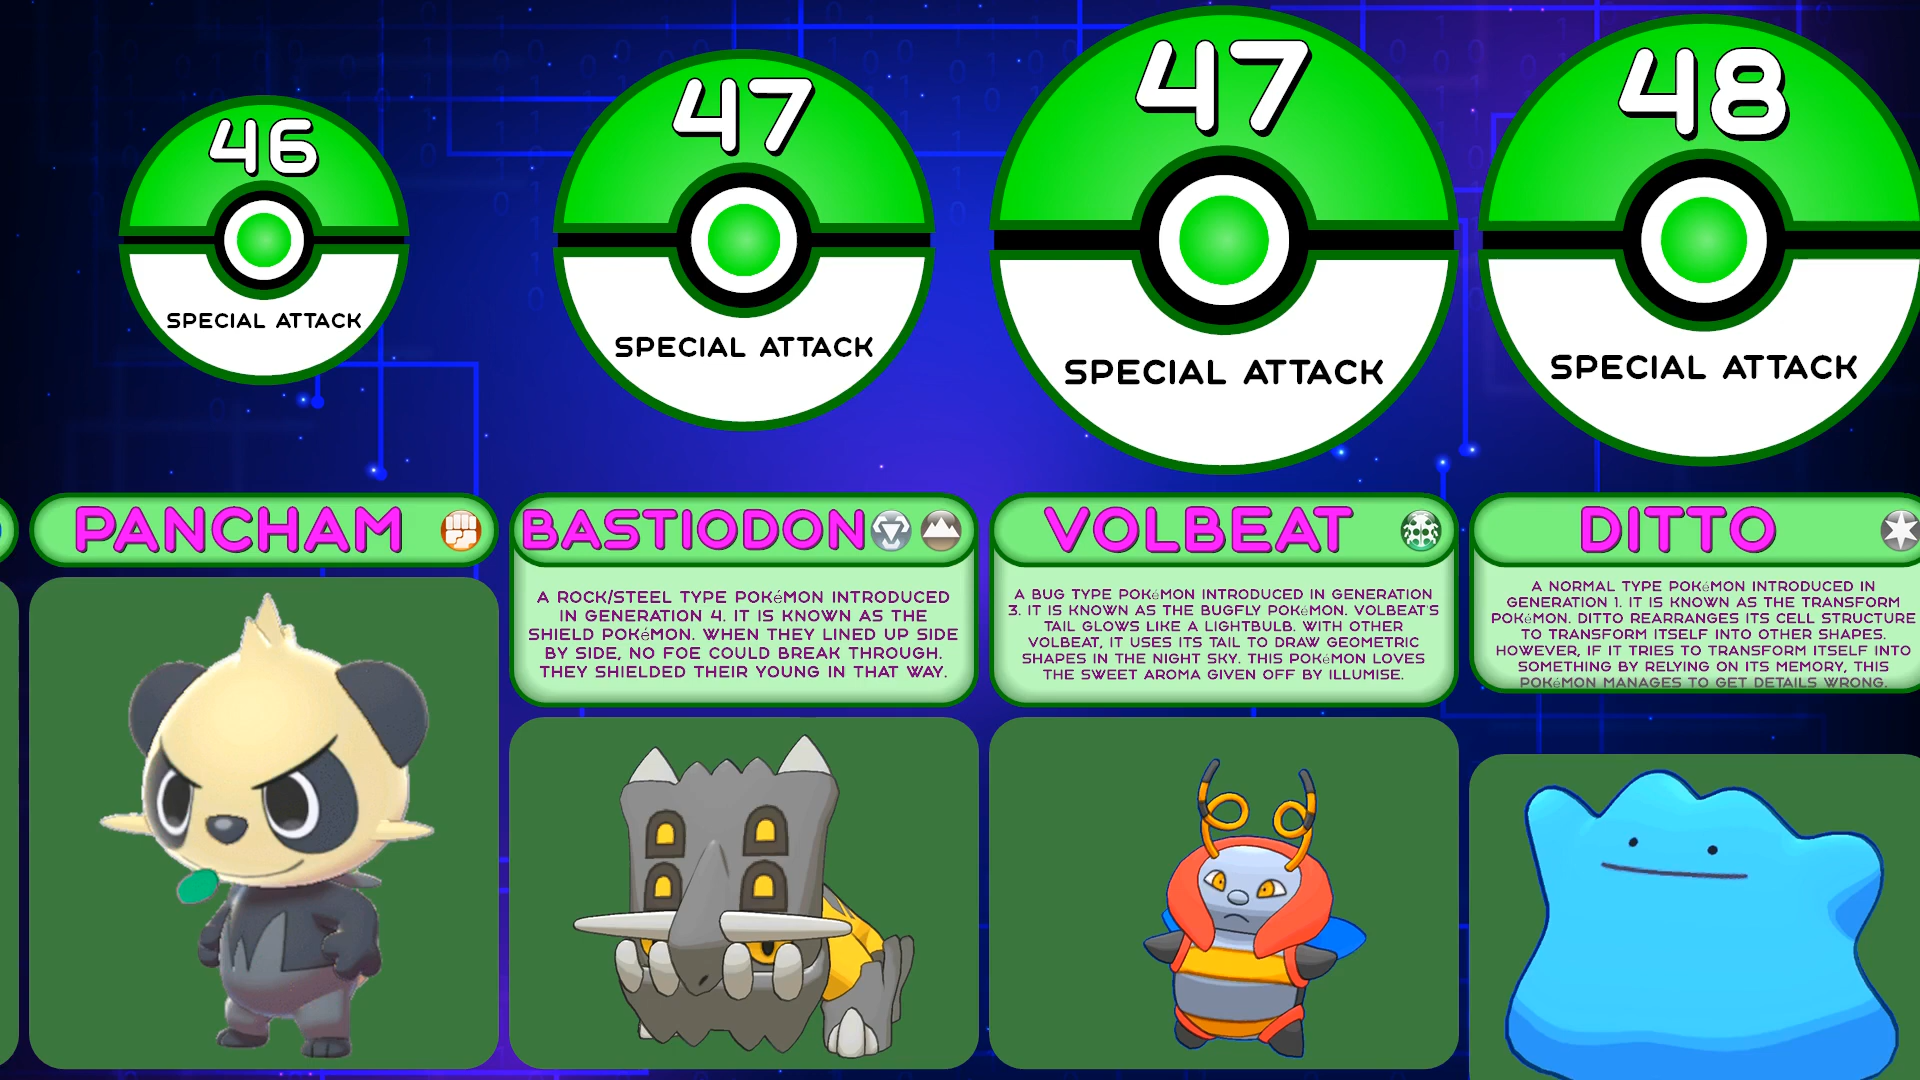 46
SPECIAL ATTACK
PANCHAM
47
SPECIAL ATTACK
BASTIODON
A ROCK/STEEL TYPE POKéMON INTRODUCED
IN GENERATION 4. IT IS KNOWN AS THE
SHIELD POKéMON. WHEN THEY LINED UP SIDE
BY SIDE, NO FOE COULD BREAK THROUGH.
THEY SHIELDED THEIR YOUNG IN THAT WAY.
47
SPECIAL ATTACK
VOLBEAT
A BUG TYPE POKéMON INTRODUCED IN GENERATION
3. IT IS KNOWN AS THE BUGFLY POKéMON. VOLBEAT'S
TAIL GLOWS LIKE A LIGHTBULB. WITH OTHER
VOLBEAT, IT USES ITS TAIL TO DRAW GEOMETRIC
SHAPES IN THE NIGHT SKY. THIS POKéMON LOVES
THE SWEET AROMA GIVEN OFF BY ILLUMISE.
48
SPECIAL ATTACK
DITTO
A NORMAL TYPE POKéMON INTRODUCED IN
GENERATION 1. IT IS KNOWN AS THE TRANSFORM
POKéMON. DITTO REARRANGES ITS CELL STRUCTURE
TO TRANSFORM ITSELF INTO OTHER SHAPES.
HOWEVER, IF IT TRIES TO TRANSFORM ITSELF INTO
SOMETHING BY RELYING ON ITS MEMORY, THIS
POKéMON MANAGES TO GET DETAILS WRONG.